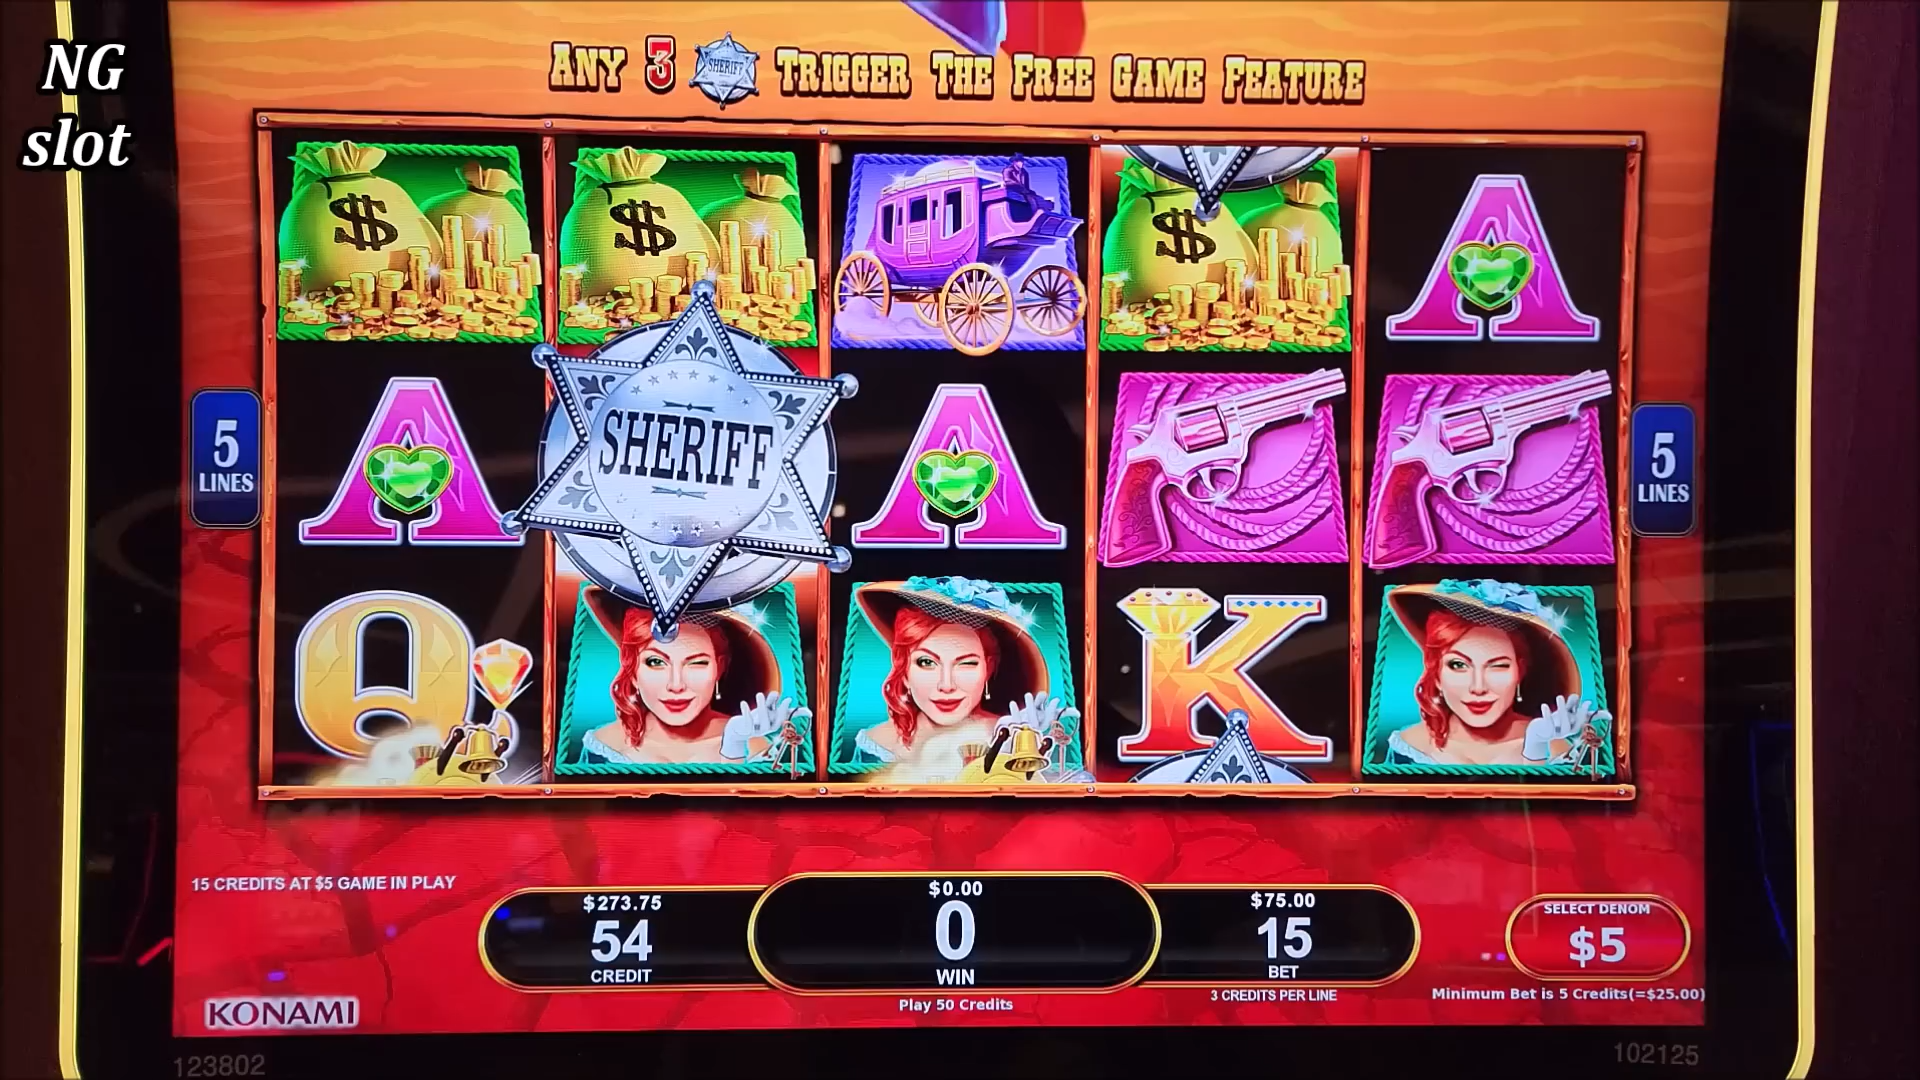 NG
slot
ANY 3 SHERIFF TRIGGER THE FREE GAME FEATURE
$ $ $
A
5
LINES
A SHERIFF A
5
LINES
Q K
15 CREDITS AT $5 GAME IN PLAY
$273.75
54
CREDIT
$0.00
0
WIN
Play 50 Credits
$75.00
15
BET
3 CREDITS PER LINE
SELECT DENOM
$5
Minimum Bet is 5 Credits(=$25.00)
KONAMI
123802
102125